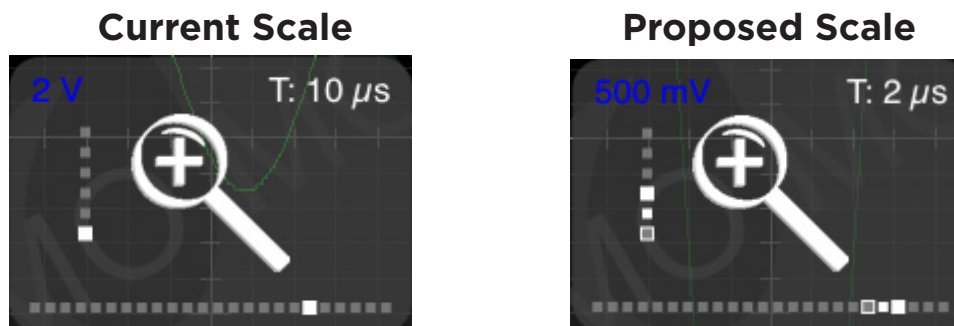 Current Scale
Proposed Scale
2 V
T: 10 µs
500 mV
T: 2 µs